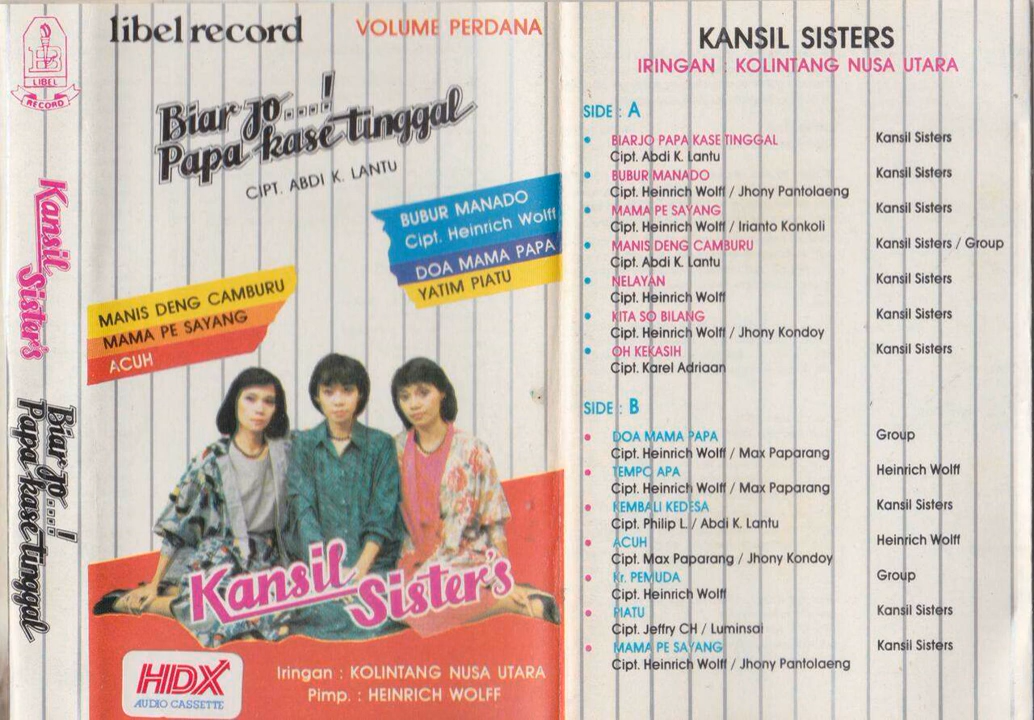 LIBEL
RECORD
Kansil Sister's
Biar jo....!
Papa kase tinggal
libel record
VOLUME PERDANA
Biar jo...!
Papa kase tinggal
CIPT. ABDI K. LANTU
BUBUR MANADO
Cipt. Heinrich Wolff
DOA MAMA PAPA
YATIM PIATU
MANIS DENG CAMBURU
MAMA PE SAYANG
ACUH
Kansil Sister's
HDX
AUDIO CASSETTE
Iringan : KOLINTANG NUSA UTARA
Pimp. : HEINRICH WOLFF
KANSIL SISTERS
IRINGAN : KOLINTANG NUSA UTARA
SIDE : A
BIARJO PAPA KASE TINGGAL Kansil Sisters
Cipt. Abdi K. Lantu
BUBUR MANADO Kansil Sisters
Cipt. Heinrich Wolff / Jhony Pantolaeng
MAMA PE SAYANG Kansil Sisters
Cipt. Heinrich Wolff / Irianto Konkoli
MANIS DENG CAMBURU Kansil Sisters / Group
Cipt. Abdi K. Lantu
NELAYAN Kansil Sisters
Cipt. Heinrich Wolff
KITA SO BILANG Kansil Sisters
Cipt. Heinrich Wolff / Jhony Kondoy
OH KEKASIH Kansil Sisters
Cipt. Karel Adriaan
SIDE : B
DOA MAMA PAPA Group
Cipt. Heinrich Wolff / Max Paparang
TEMPO APA Heinrich Wolff
Cipt. Heinrich Wolff / Max Paparang
KEMBALI KEDESA Kansil Sisters
Cipt. Philip L. / Abdi K. Lantu
ACUH Heinrich Wolff
Cipt. Max Paparang / Jhony Kondoy
Kr. PEMUDA Group
Cipt. Heinrich Wolff
PIATU Kansil Sisters
Cipt. Jeffry CH / Luminsai
MAMA PE SAYANG Kansil Sisters
Cipt. Heinrich Wolff / Jhony Pantolaeng